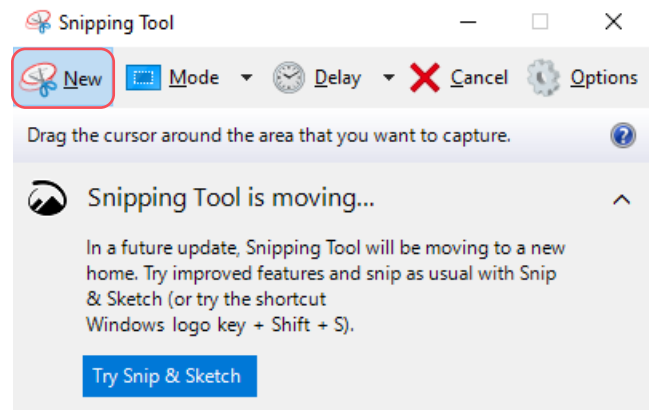 Snipping Tool
New Mode Delay Cancel Options
Drag the cursor around the area that you want to capture.
Snipping Tool is moving...
In a future update, Snipping Tool will be moving to a new
home. Try improved features and snip as usual with Snip
& Sketch (or try the shortcut
Windows logo key + Shift + S).
Try Snip & Sketch